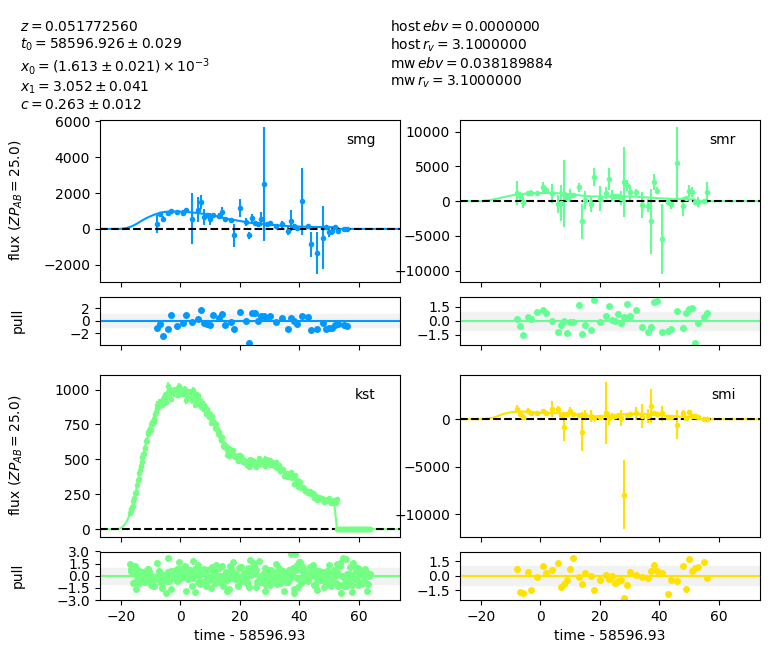 z = 0.051772560
t₀ = 58596.926 ± 0.029
x₀ = (1.613 ± 0.021) × 10⁻³
x₁ = 3.052 ± 0.041
c = 0.263 ± 0.012
host ebv = 0.0000000
host r_v = 3.1000000
mw ebv = 0.038189884
mw r_v = 3.1000000
flux (ZP_AB = 25.0)
6000
4000
2000
0
−2000
smg
10000
5000
0
−5000
−10000
smr
pull
2
0
−2
1.5
0.0
−1.5
flux (ZP_AB = 25.0)
1000
750
500
250
0
kst
0
−5000
−10000
smi
pull
3.0
1.5
0.0
−1.5
−3.0
−20 0 20 40 60
time - 58596.93
1.5
0.0
−1.5
−20 0 20 40 60
time - 58596.93